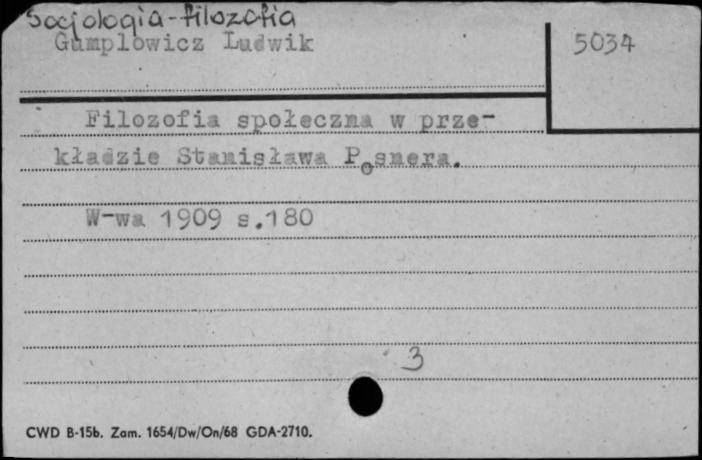 Socjologia-filozofia
Gumplowicz Ludwik
5034
Filozofia społeczna w prze-
kładzie Stanisława Posnera.
W-wa 1909 s.180
3
CWD B-15b. Zam. 1654/Dw/On/68 GDA-2710.